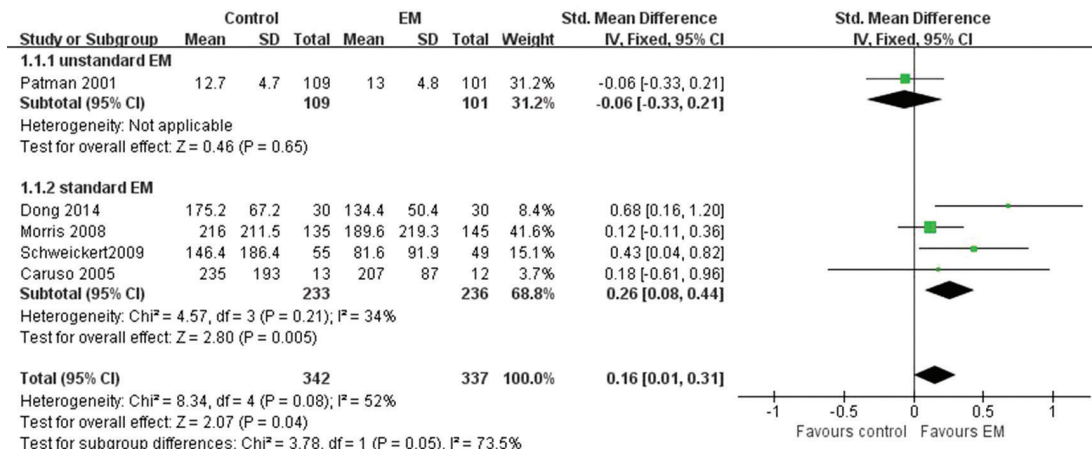 Control EM Std. Mean Difference Std. Mean Difference
Study or Subgroup Mean SD Total Mean SD Total Weight IV, Fixed, 95% CI IV, Fixed, 95% CI
1.1.1 unstandard EM
Patman 2001 12.7 4.7 109 13 4.8 101 31.2% -0.06 [-0.33, 0.21]
Subtotal (95% CI) 109 101 31.2% -0.06 [-0.33, 0.21]
Heterogeneity: Not applicable
Test for overall effect: Z = 0.46 (P = 0.65)
1.1.2 standard EM
Dong 2014 175.2 67.2 30 134.4 50.4 30 8.4% 0.68 [0.16, 1.20]
Morris 2008 216 211.5 135 189.6 219.3 145 41.6% 0.12 [-0.11, 0.36]
Schweickert2009 146.4 186.4 55 81.6 91.9 49 15.1% 0.43 [0.04, 0.82]
Caruso 2005 235 193 13 207 87 12 3.7% 0.18 [-0.61, 0.96]
Subtotal (95% CI) 233 236 68.8% 0.26 [0.08, 0.44]
Heterogeneity: Chi² = 4.57, df = 3 (P = 0.21); I² = 34%
Test for overall effect: Z = 2.80 (P = 0.005)
Total (95% CI) 342 337 100.0% 0.16 [0.01, 0.31]
Heterogeneity: Chi² = 8.34, df = 4 (P = 0.08); I² = 52%
Test for overall effect: Z = 2.07 (P = 0.04)
Test for subgroup differences: Chi² = 3.78, df = 1 (P = 0.05), I² = 73.5%
-1 -0.5 0 0.5 1
Favours control Favours EM